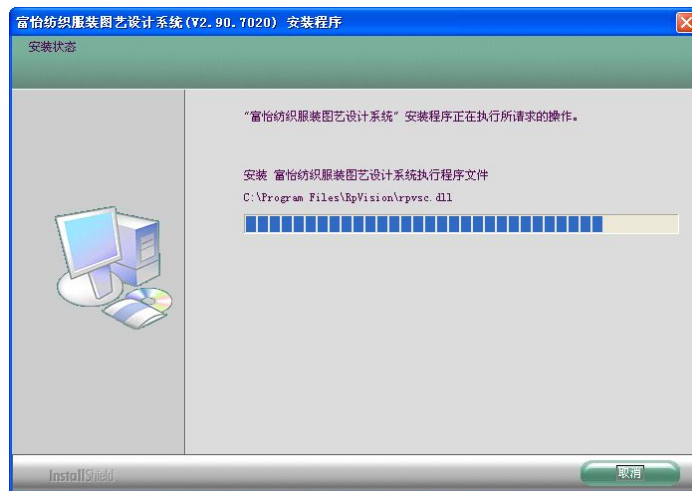 富怡纺织服装图艺设计系统(V2.90.7020) 安装程序
安装状态
“富怡纺织服装图艺设计系统”安装程序正在执行所请求的操作。
安装 富怡纺织服装图艺设计系统执行程序文件
C:\Program Files\RpVision\rpvsc.dll
InstallShield
取消